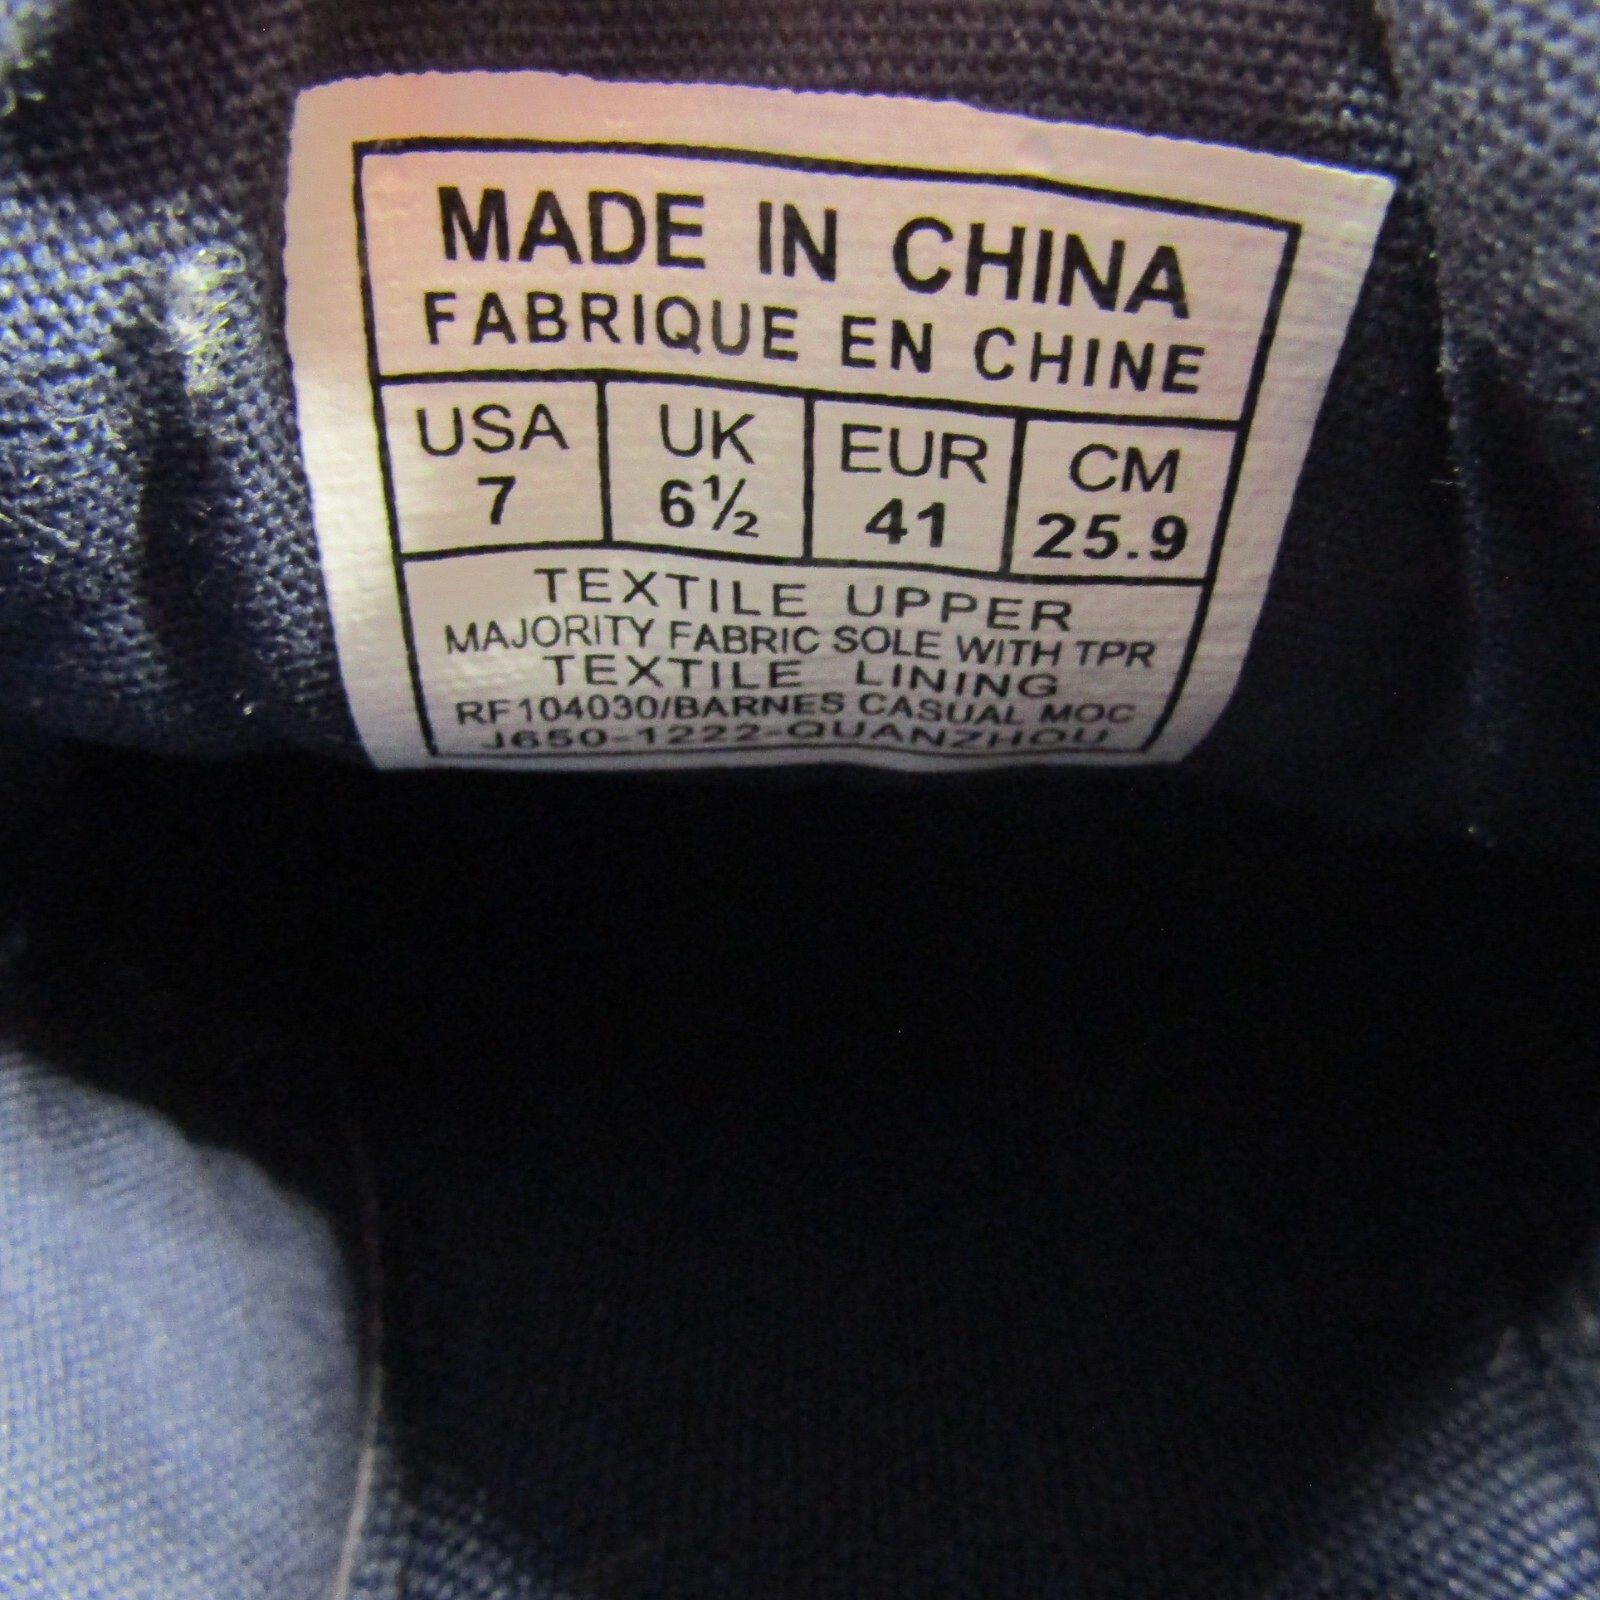 MADE IN CHINA
FABRIQUE EN CHINE
USA UK EUR CM
7 6½ 41 25.9
TEXTILE UPPER
MAJORITY FABRIC SOLE WITH TPR
TEXTILE LINING
RF104030/BARNES CASUAL MOC
J650-1222-QUANZHOU